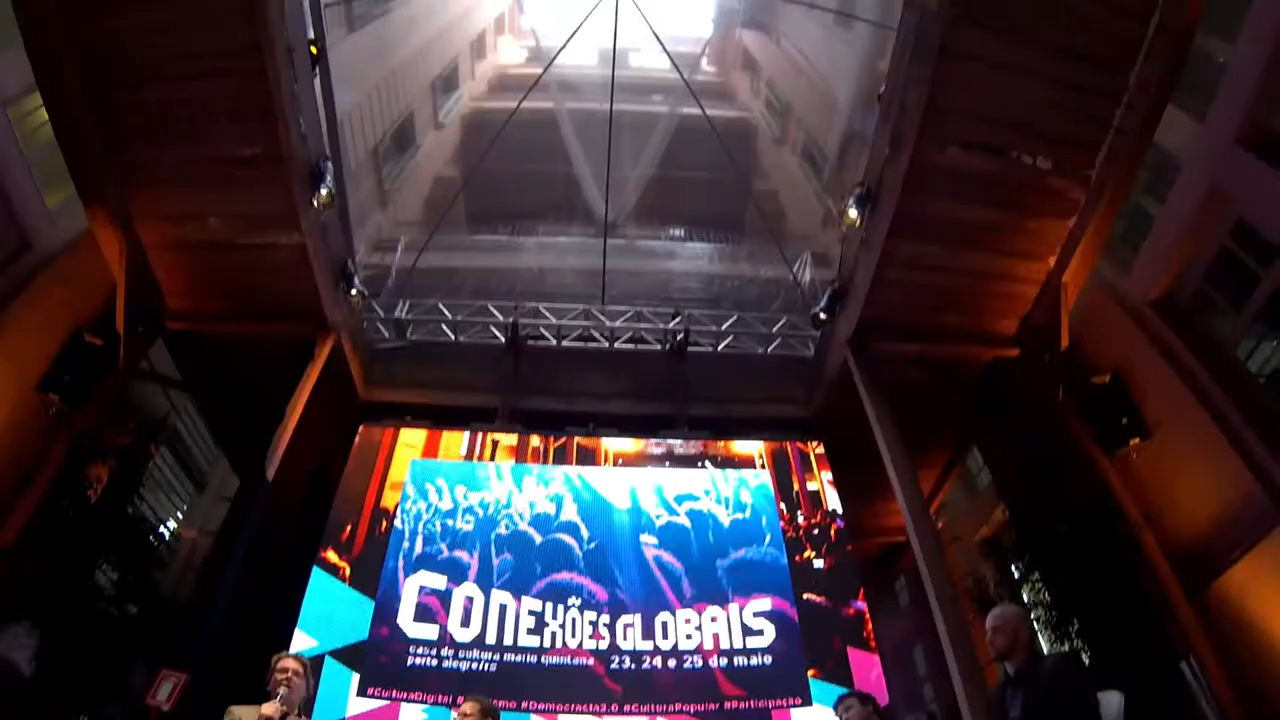 CONEXÕES GLOBAIS
casa de cultura mario quintana
porto alegre/rs
23, 24 e 25 de maio
#CulturaDigital #Democracia2.0 #CulturaPopular #Participação